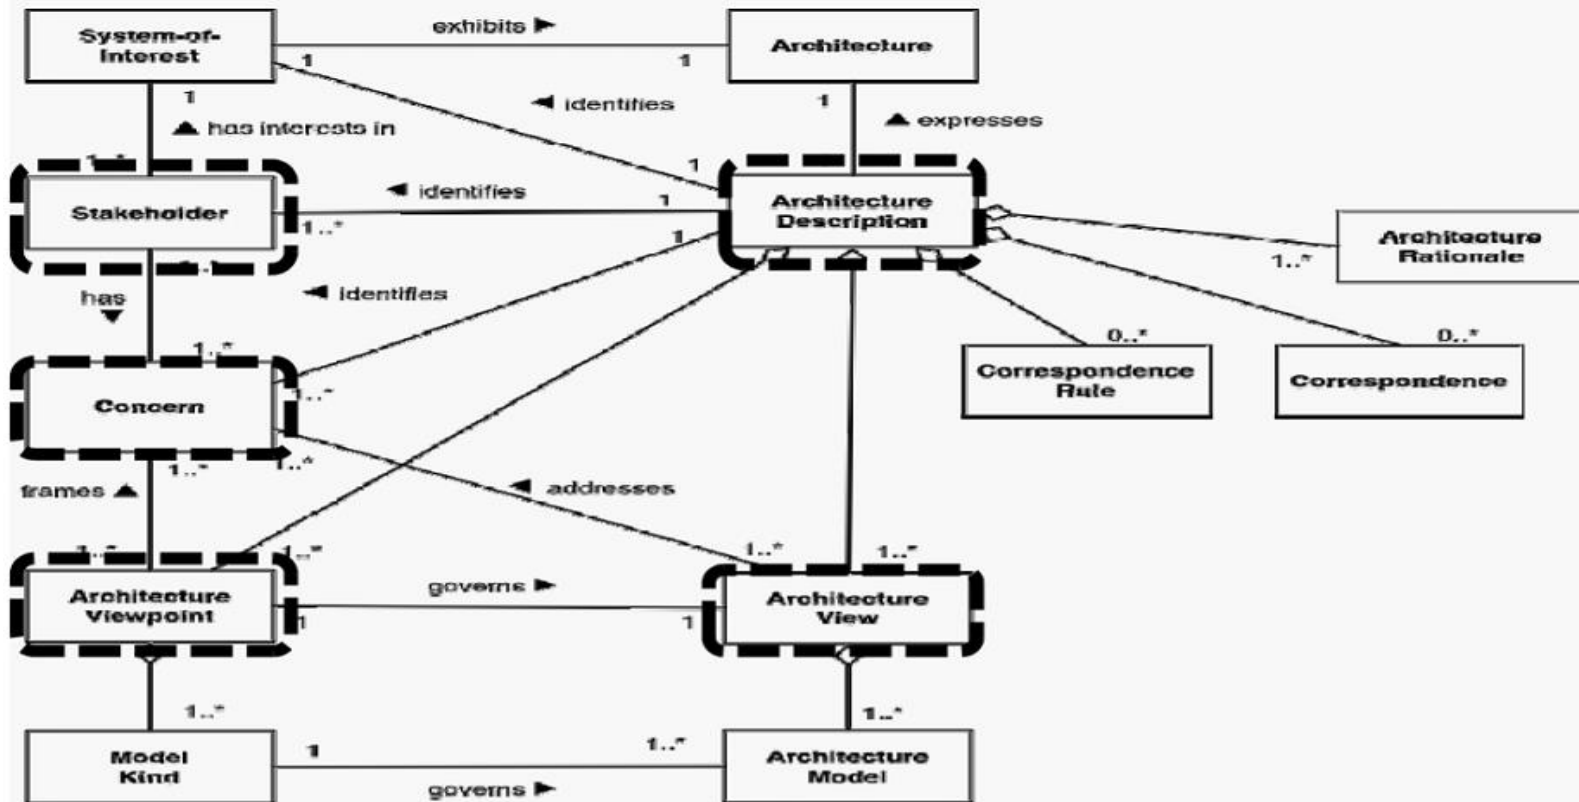 System-of-
Interest
exhibits ►
Architecture
1
1
1
◄ identifies
1
▲ has interests in
▲ expresses
1..*
1
Stakeholder
◄ identifies
1
Architecture
Description
1..*
1
Architecture
Rationale
1..*
has
▼
◄ identifies
0..*
0..*
1..*
Correspondence
Rule
Correspondence
Concern
1..*
1..*
1..*
frames ▲
◄ addresses
1..*
1..*
1..*
1..*
Architecture
Viewpoint
governs ►
Architecture
View
1
1
1..*
1..*
Model
Kind
1
1..*
Architecture
Model
governs ►